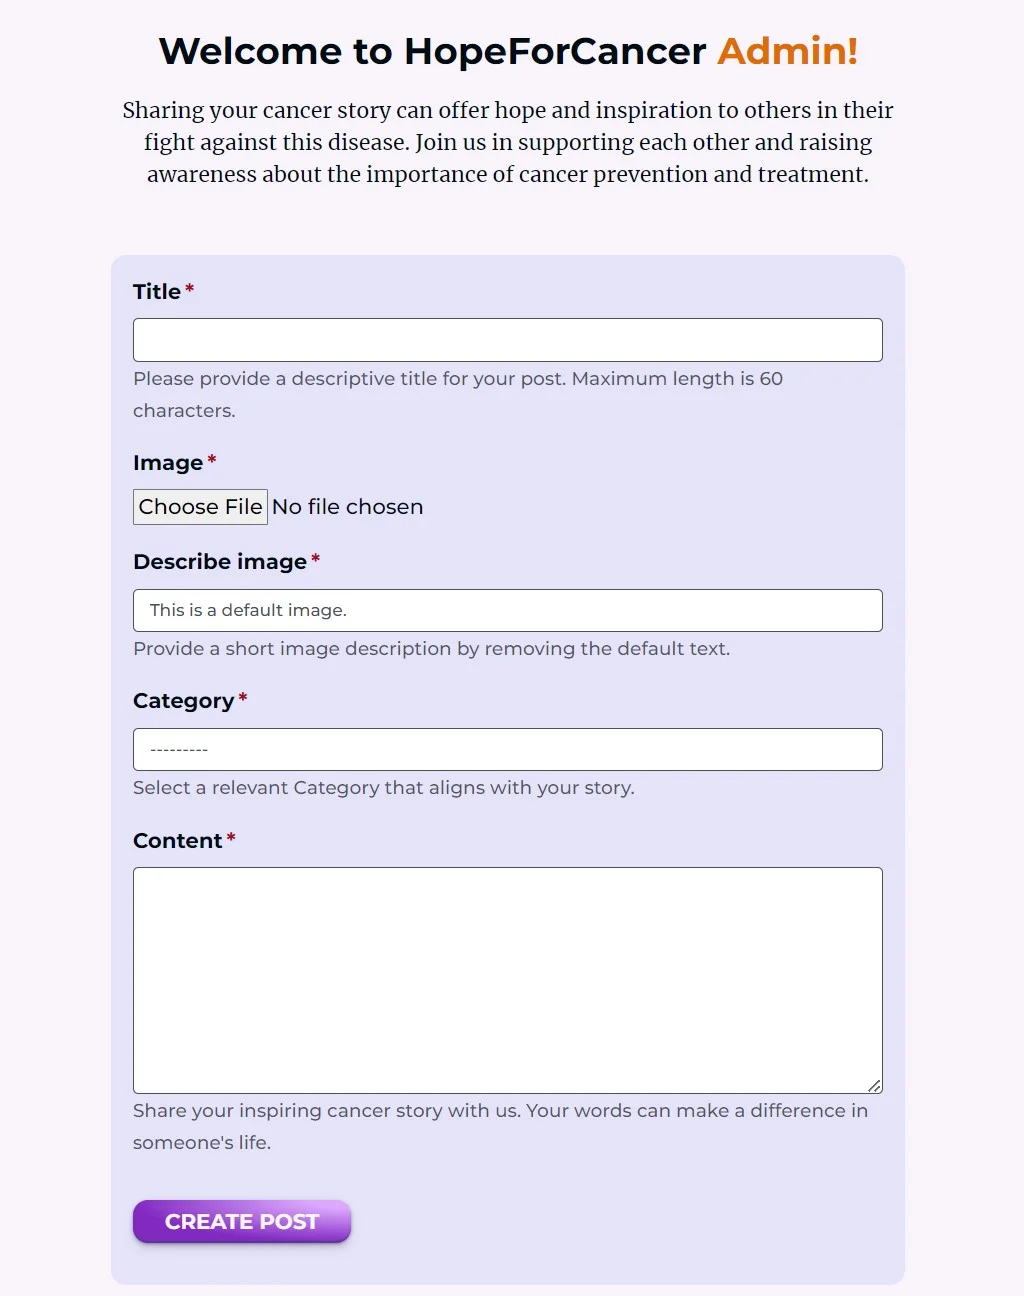 Welcome to HopeForCancer Admin!
Sharing your cancer story can offer hope and inspiration to others in their
fight against this disease. Join us in supporting each other and raising
awareness about the importance of cancer prevention and treatment.
Title*
Please provide a descriptive title for your post. Maximum length is 60
characters.
Image*
Choose File No file chosen
Describe image*
This is a default image.
Provide a short image description by removing the default text.
Category*
---------
Select a relevant Category that aligns with your story.
Content*
Share your inspiring cancer story with us. Your words can make a difference in
someone's life.
CREATE POST